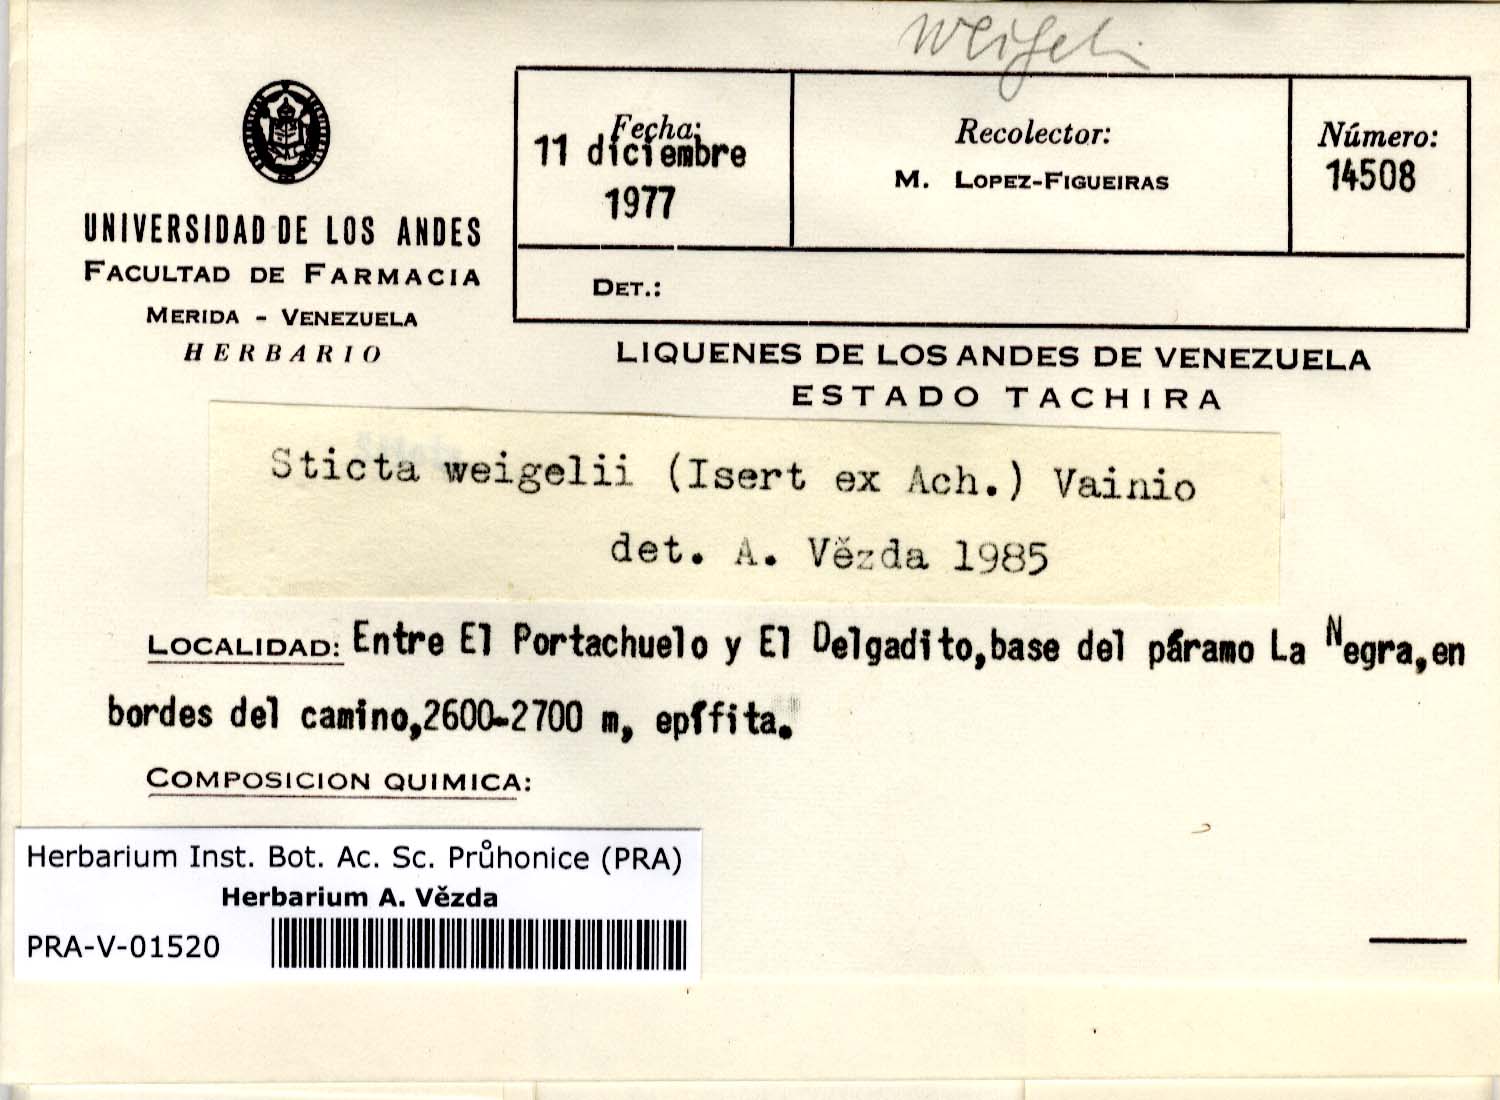 Weigeli
Fecha:
11 diciembre
1977
Recolector:
M. LOPEZ-FIGUEIRAS
Número:
14508
DET.:
UNIVERSIDAD DE LOS ANDES
FACULTAD DE FARMACIA
MERIDA - VENEZUELA
HERBARIO
LIQUENES DE LOS ANDES DE VENEZUELA
ESTADO TACHIRA
Sticta weigelii (Isert ex Ach.) Vainio
det. A. Vězda 1985
LOCALIDAD: Entre El Portachuelo y El Delgadito,base del páramo La Negra,en
bordes del camino,2600-2700 m, epífita.
COMPOSICION QUIMICA:
Herbarium Inst. Bot. Ac. Sc. Průhonice (PRA)
Herbarium A. Vězda
PRA-V-01520